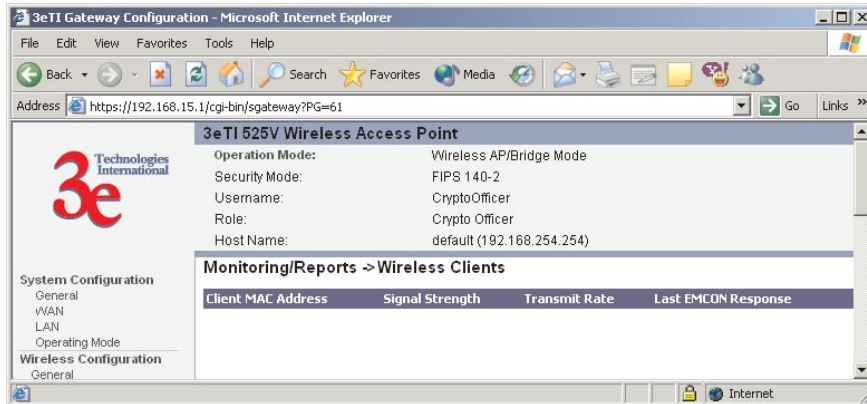 3eTI Gateway Configuration - Microsoft Internet Explorer
File Edit View Favorites Tools Help
Back Search Favorites Media
Address https://192.168.15.1/cgi-bin/sgateway?PG=61 Go Links »
3e Technologies International
3eTI 525V Wireless Access Point
Operation Mode: Wireless AP/Bridge Mode
Security Mode: FIPS 140-2
Username: CryptoOfficer
Role: Crypto Officer
Host Name: default (192.168.254.254)
System Configuration
General
WAN
LAN
Operating Mode
Wireless Configuration
General
Monitoring/Reports -> Wireless Clients
Client MAC Address Signal Strength Transmit Rate Last EMCON Response
Internet